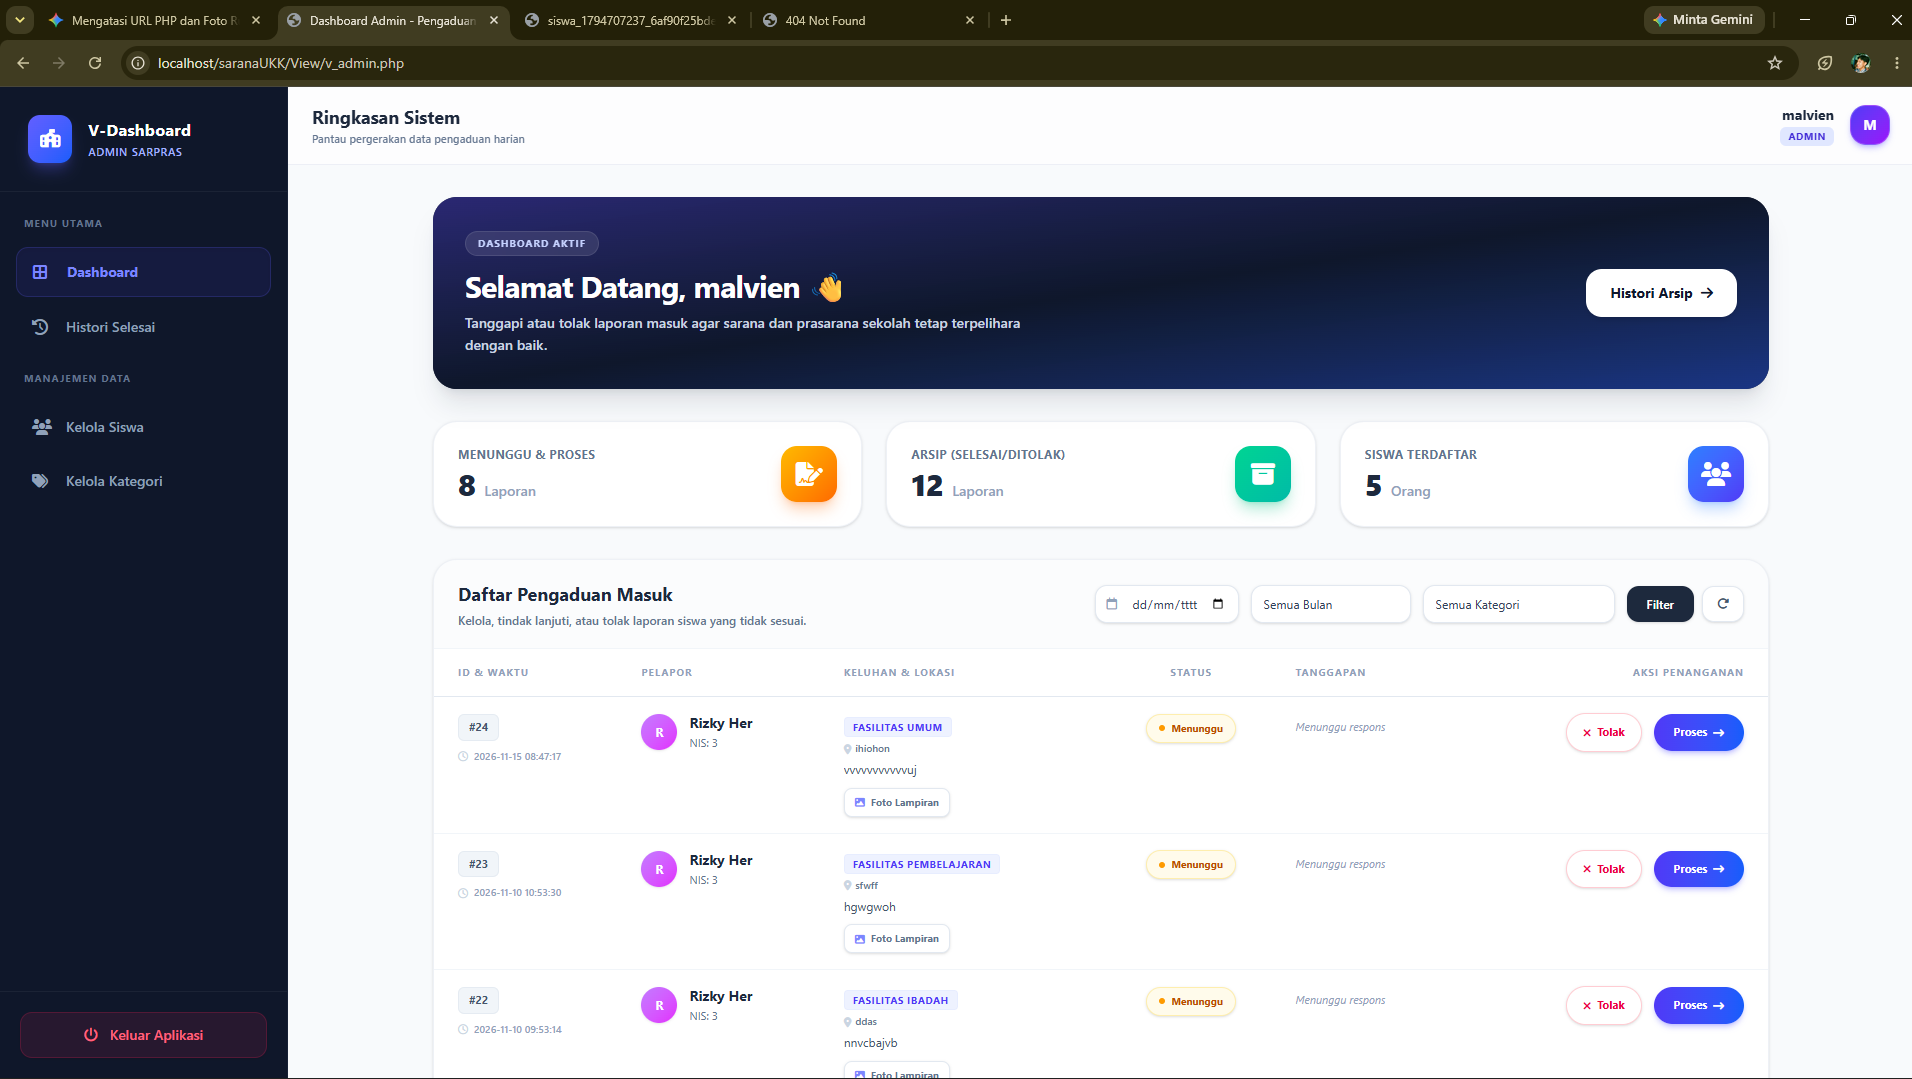 Mengatasi URL PHP dan Foto R
Dashboard Admin - Pengaduan
siswa_1794707237_6af90f25bde
404 Not Found
Minta Gemini
localhost/saranaUKK/View/v_admin.php
V-Dashboard
ADMIN SARPRAS
MENU UTAMA
Dashboard
Histori Selesai
MANAJEMEN DATA
Kelola Siswa
Kelola Kategori
Keluar Aplikasi
Ringkasan Sistem
Pantau pergerakan data pengaduan harian
malvien
ADMIN
M
DASHBOARD AKTIF
Selamat Datang, malvien 👋
Tanggapi atau tolak laporan masuk agar sarana dan prasarana sekolah tetap terpelihara
dengan baik.
Histori Arsip →
MENUNGGU & PROSES
8 Laporan
ARSIP (SELESAI/DITOLAK)
12 Laporan
SISWA TERDAFTAR
5 Orang
Daftar Pengaduan Masuk
Kelola, tindak lanjuti, atau tolak laporan siswa yang tidak sesuai.
dd/mm/tttt
Semua Bulan
Semua Kategori
Filter
ID & WAKTU PELAPOR KELUHAN & LOKASI STATUS TANGGAPAN AKSI PENANGANAN
#24
2026-11-15 08:47:17
R
Rizky Her
NIS: 3
FASILITAS UMUM
ihiohon
vvvvvvvvvvvuj
Foto Lampiran
Menunggu
Menunggu respons
× Tolak
Proses →
#23
2026-11-10 10:53:30
R
Rizky Her
NIS: 3
FASILITAS PEMBELAJARAN
sfwff
hgwgwoh
Foto Lampiran
Menunggu
Menunggu respons
× Tolak
Proses →
#22
2026-11-10 09:53:14
R
Rizky Her
NIS: 3
FASILITAS IBADAH
ddas
nnvcbajvb
Foto Lampiran
Menunggu
Menunggu respons
× Tolak
Proses →